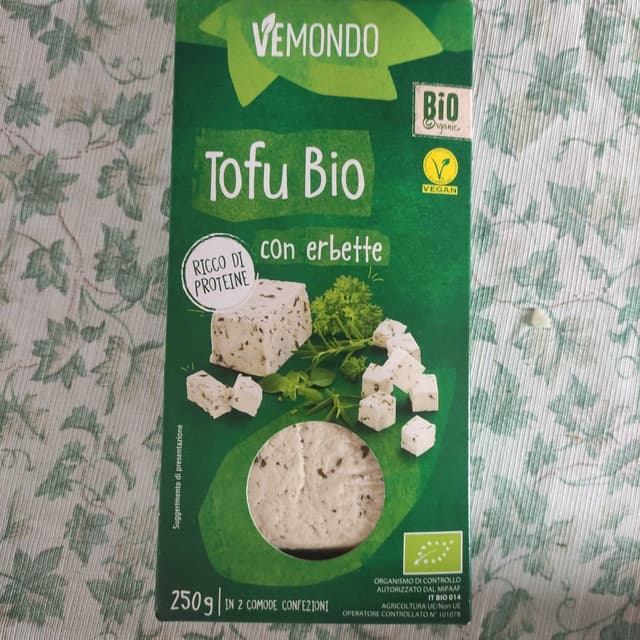 VEMONDO
BiO
Organic
VEGAN
Tofu Bio
con erbette
RICCO DI
PROTEINE
Suggerimento di presentazione
250g | IN 2 COMODE CONFEZIONI
ORGANISMO DI CONTROLLO
AUTORIZZATO DAL MIPAAF
IT BIO 014
AGRICOLTURA UE/Non UE
OPERATORE CONTROLLATO N° 101078